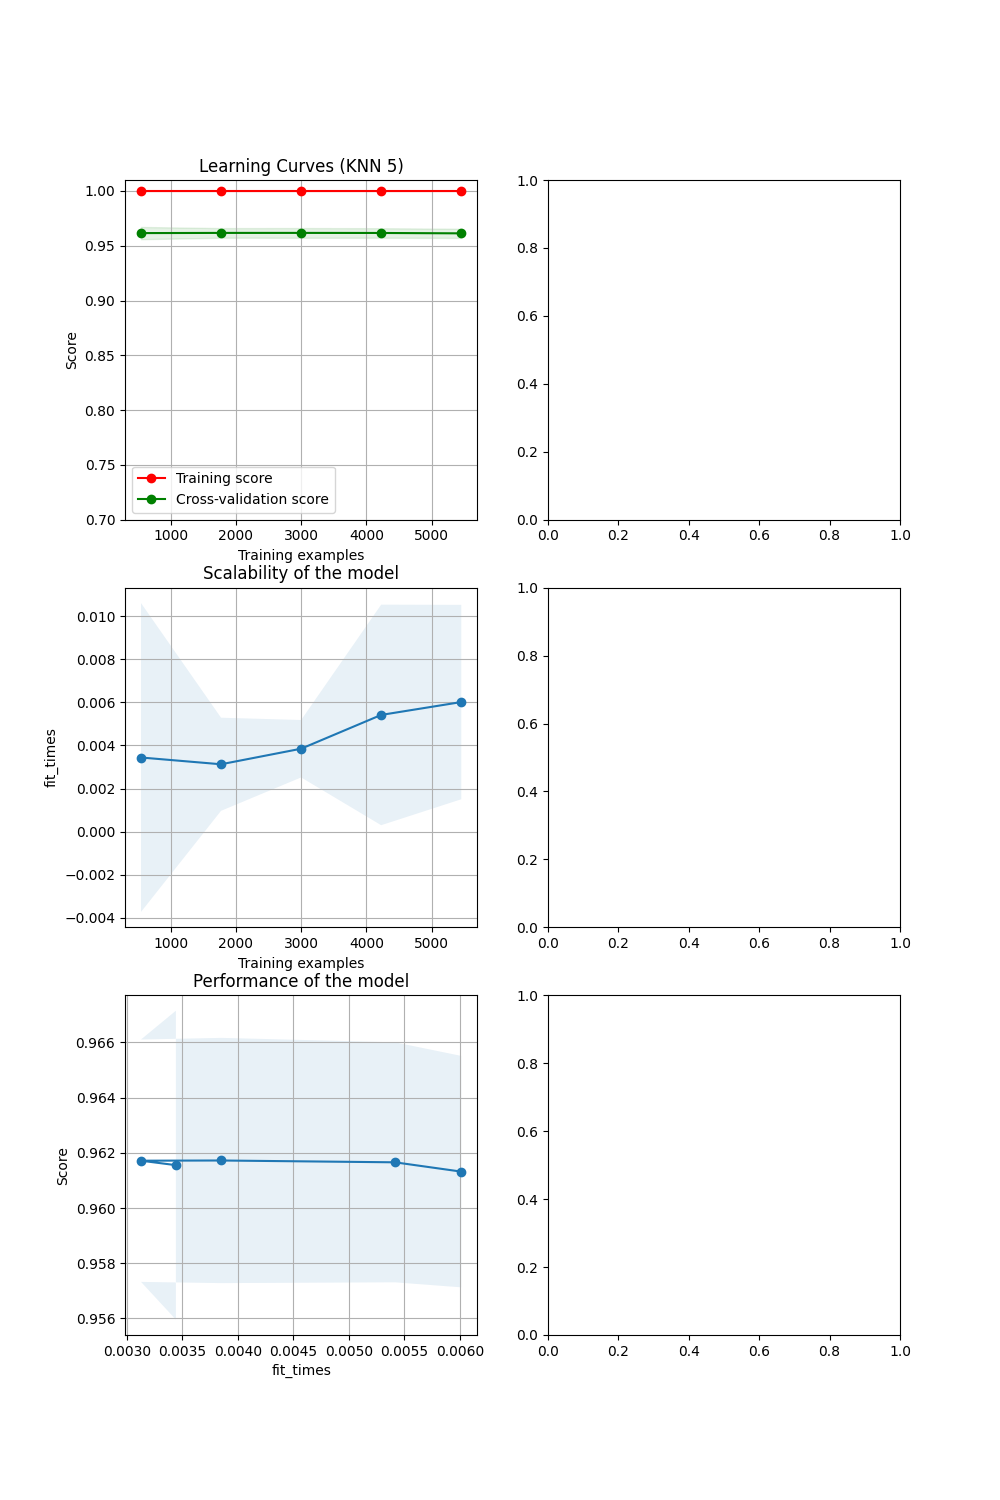 Learning Curves (KNN 5)
1.00
0.95
0.90
0.85
0.80
0.75
0.70
Score
Training score
Cross-validation score
1000 2000 3000 4000 5000
Training examples
1.0
0.8
0.6
0.4
0.2
0.0
0.0 0.2 0.4 0.6 0.8 1.0
Scalability of the model
0.010
0.008
0.006
0.004
0.002
0.000
−0.002
−0.004
fit_times
1000 2000 3000 4000 5000
Training examples
1.0
0.8
0.6
0.4
0.2
0.0
0.0 0.2 0.4 0.6 0.8 1.0
Performance of the model
0.966
0.964
0.962
0.960
0.958
0.956
Score
0.0030 0.0035 0.0040 0.0045 0.0050 0.0055 0.0060
fit_times
1.0
0.8
0.6
0.4
0.2
0.0
0.0 0.2 0.4 0.6 0.8 1.0